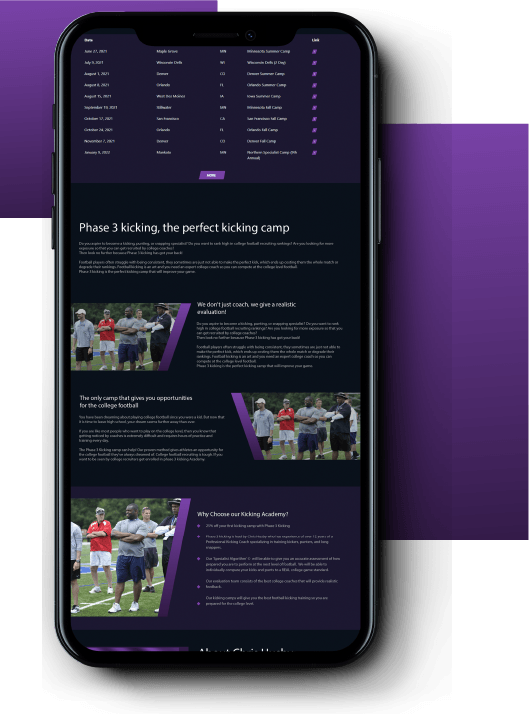 Date Link
June 27, 2021 Maple Grove MN Minnesota Summer Camp
July 9, 2021 Wisconsin Dells WI Wisconsin Dells (2 Day)
August 1, 2021 Denver CO Denver Summer Camp
August 8, 2021 Orlando FL Orlando Summer Camp
August 15, 2021 West Des Moines IA Iowa Summer Camp
September 19, 2021 Stillwater MN Minnesota Fall Camp
October 17, 2021 San Francisco CA San Francisco Fall Camp
October 24, 2021 Orlando FL Orlando Fall Camp
November 7, 2021 Denver CO Denver Fall Camp
January 9, 2022 Mankato MN Northern Specialist Camp (9th
Annual)
MORE
Phase 3 kicking, the perfect kicking camp
Do you aspire to become a kicking, punting, or snapping specialist? Do you want to rank high in college football recruiting rankings? Are you looking for more
exposure so that you can get recruited by college coaches?
Then look no further because Phase 3 Kicking has got your back!
Football players often struggle with being consistent; they sometimes are just not able to make the perfect kick, which ends up costing them the whole match or
degrade their rankings. Football kicking is an art and you need an expert college coach so you can compete at the college level football.
Phase 3 Kicking is the perfect kicking camp that will improve your game.
We don't just coach, we give a realistic
evaluation!
Do you aspire to become a kicking, punting or snapping specialist? Do you want to rank
high in college football recruiting rankings? Are you looking for more exposure so that you
can get recruited by college coaches?
Then look no further because Phase 3 Kicking has got your back!
Football players often struggle with being consistent; they sometimes are just not able to
make the perfect kick, which ends up costing them the whole match or degrade their
rankings. Football kicking is an art and you need an expert college coach so you can
compete at the college level football.
Phase 3 Kicking is the perfect kicking camp that will improve your game.
The only camp that gives you opportunities
for the college football
You have been dreaming about playing college football since you were a kid. But now that
it is time to leave high school, your dream seems farther away than ever.
If you are like most people who want to play on the college level, then you know that
getting noticed by coaches is extremely difficult and requires hours of practice and
training every day.
The Phase 3 Kicking camp can help! Our proven method gives athletes an opportunity for
the college football they've always dreamed of. College football recruiting is tough. If you
want to be seen by college recruiters get enrolled in phase 3 Kicking Academy.
Why Choose our Kicking Academy?
25% off your first kicking camp with Phase 3 Kicking
Phase 3 Kicking is lead by Chris Husby who has experience of over 12 years of a
Professional Kicking Coach specializing in training kickers, punters, and long
snappers.
Our Specialist Algorithm will be able to give you an accurate assessment of how
prepared you are to perform at the next level of football. We will be able to
individually compare your kicks and punts to a REAL college game standard.
Our evaluation team consists of the best college coaches that will provide realistic
feedback.
Our kicking camps will give you the best football kicking training so you are
prepared for the college level.
About Chris Husby